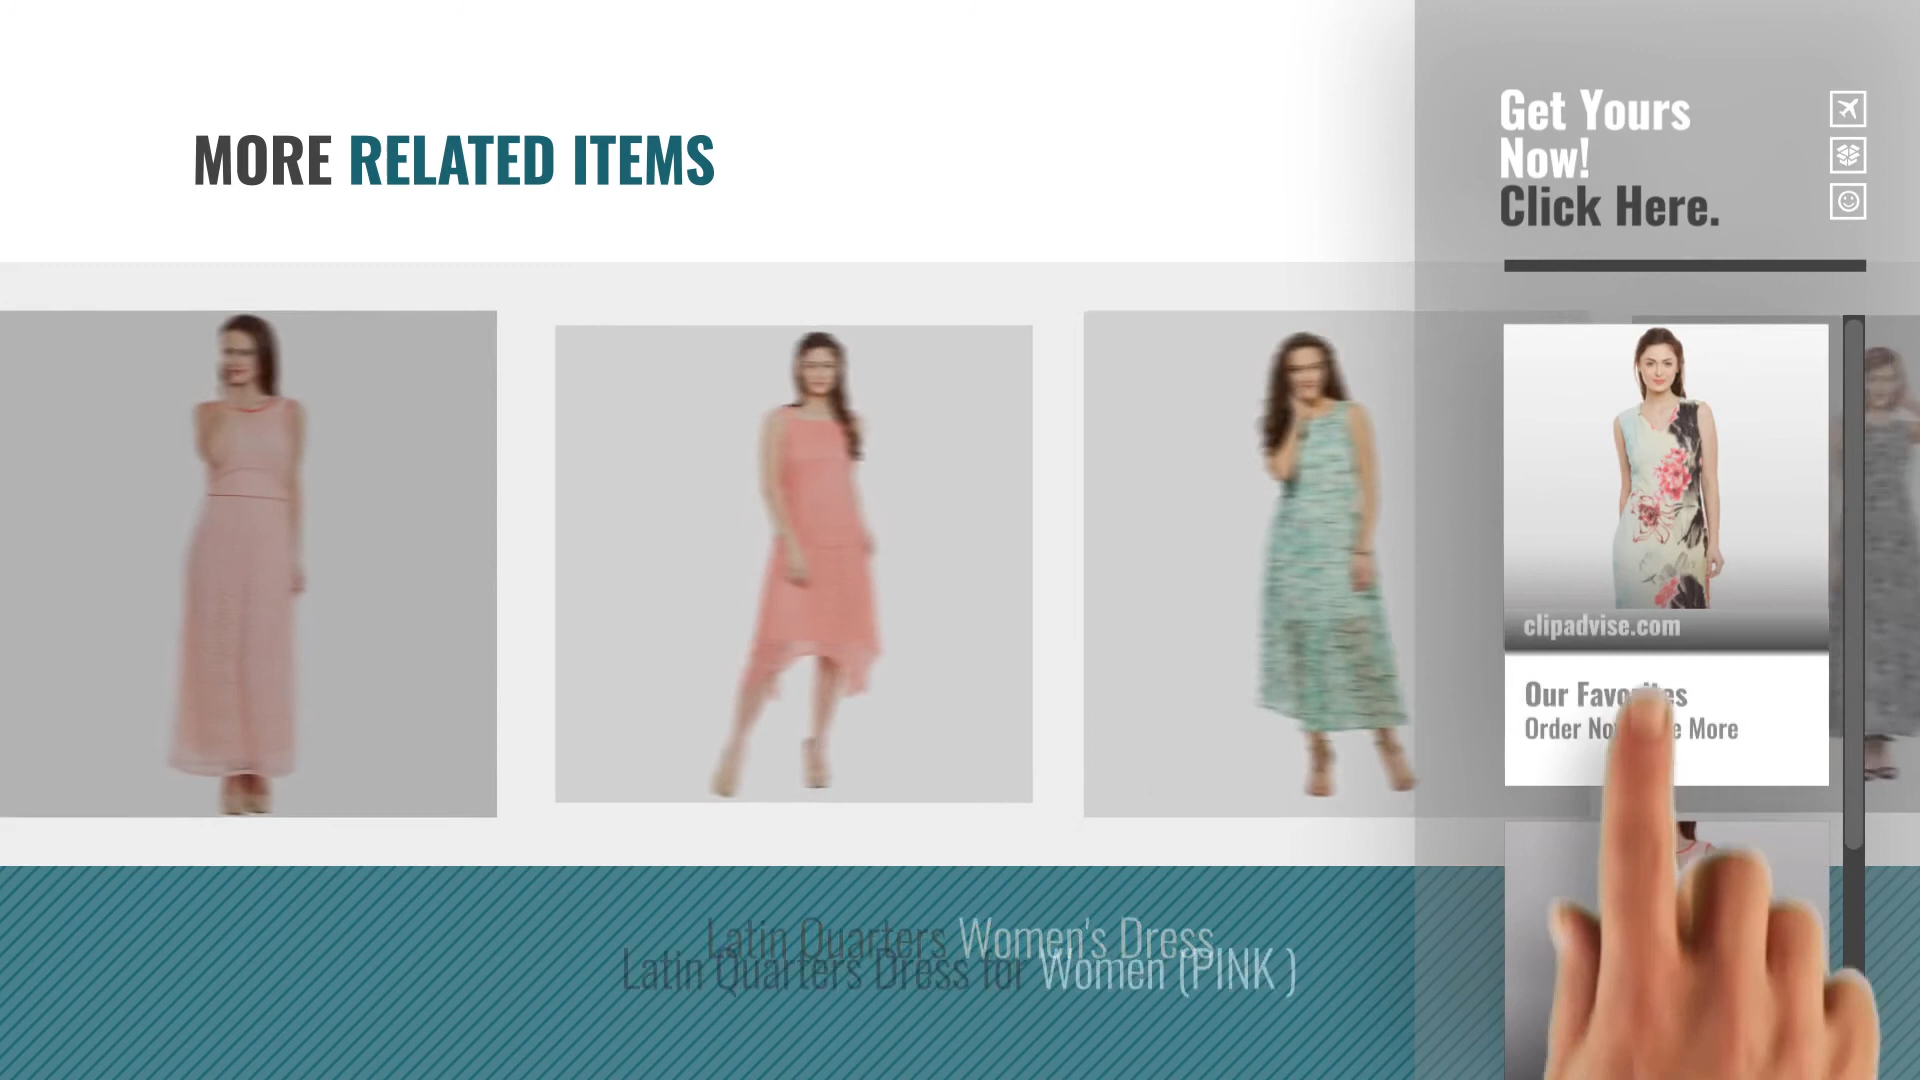 MORE RELATED ITEMS
Get Yours
Now!
Click Here.
clipadvise.com
Our Favorites
Order No e More
Latin Quarters Women's Dress
Latin Quarters Dress for Women (PINK )